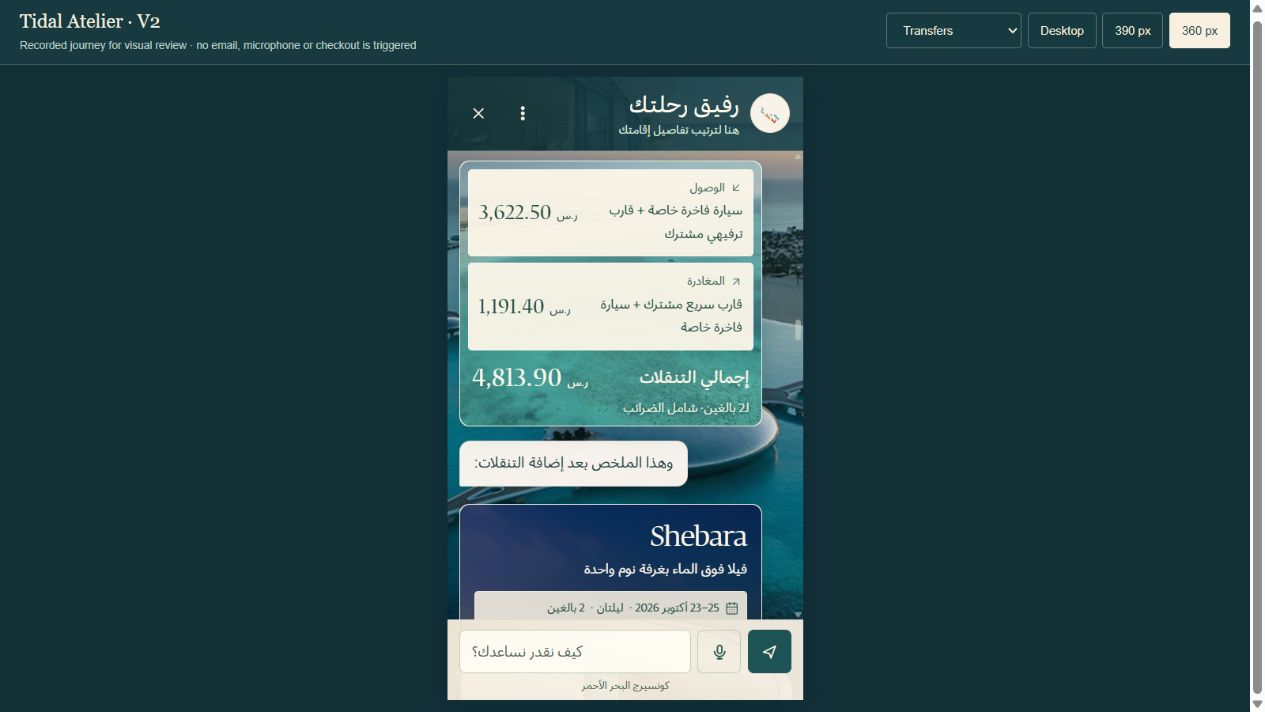 Tidal Atelier · V2
Recorded journey for visual review · no email, microphone or checkout is triggered
Transfers
Desktop
390 px
360 px
رفيق رحلتك
هنا لترتيب تفاصيل إقامتك
الوصول
سيارة فاخرة خاصة + قارب
ترفيهي مشترك
3,622.50 ر.س
المغادرة
قارب سريع مشترك + سيارة
فاخرة خاصة
1,191.40 ر.س
إجمالي التنقلات
4,813.90 ر.س
لـ2 بالغين· شامل الضرائب
وهذا الملخص بعد إضافة التنقلات:
Shebara
فيلا فوق الماء بغرفة نوم واحدة
23–25 أكتوبر 2026 · ليلتان · 2 بالغين
كيف نقدر نساعدك؟
كونسيرج البحر الأحمر